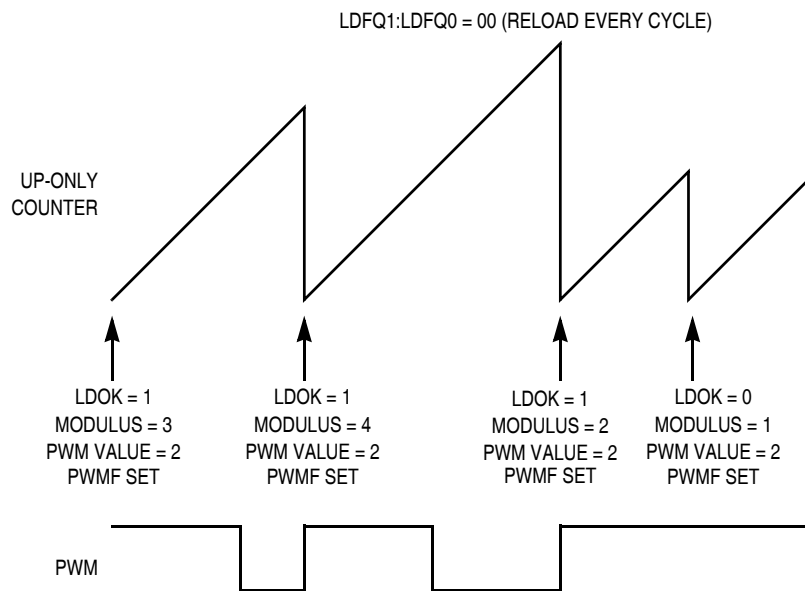 LDFQ1:LDFQ0 = 00 (RELOAD EVERY CYCLE)
UP-ONLY
COUNTER
LDOK = 1
MODULUS = 3
PWM VALUE = 2
PWMF SET
LDOK = 1
MODULUS = 4
PWM VALUE = 2
PWMF SET
LDOK = 1
MODULUS = 2
PWM VALUE = 2
PWMF SET
LDOK = 0
MODULUS = 1
PWM VALUE = 2
PWMF SET
PWM